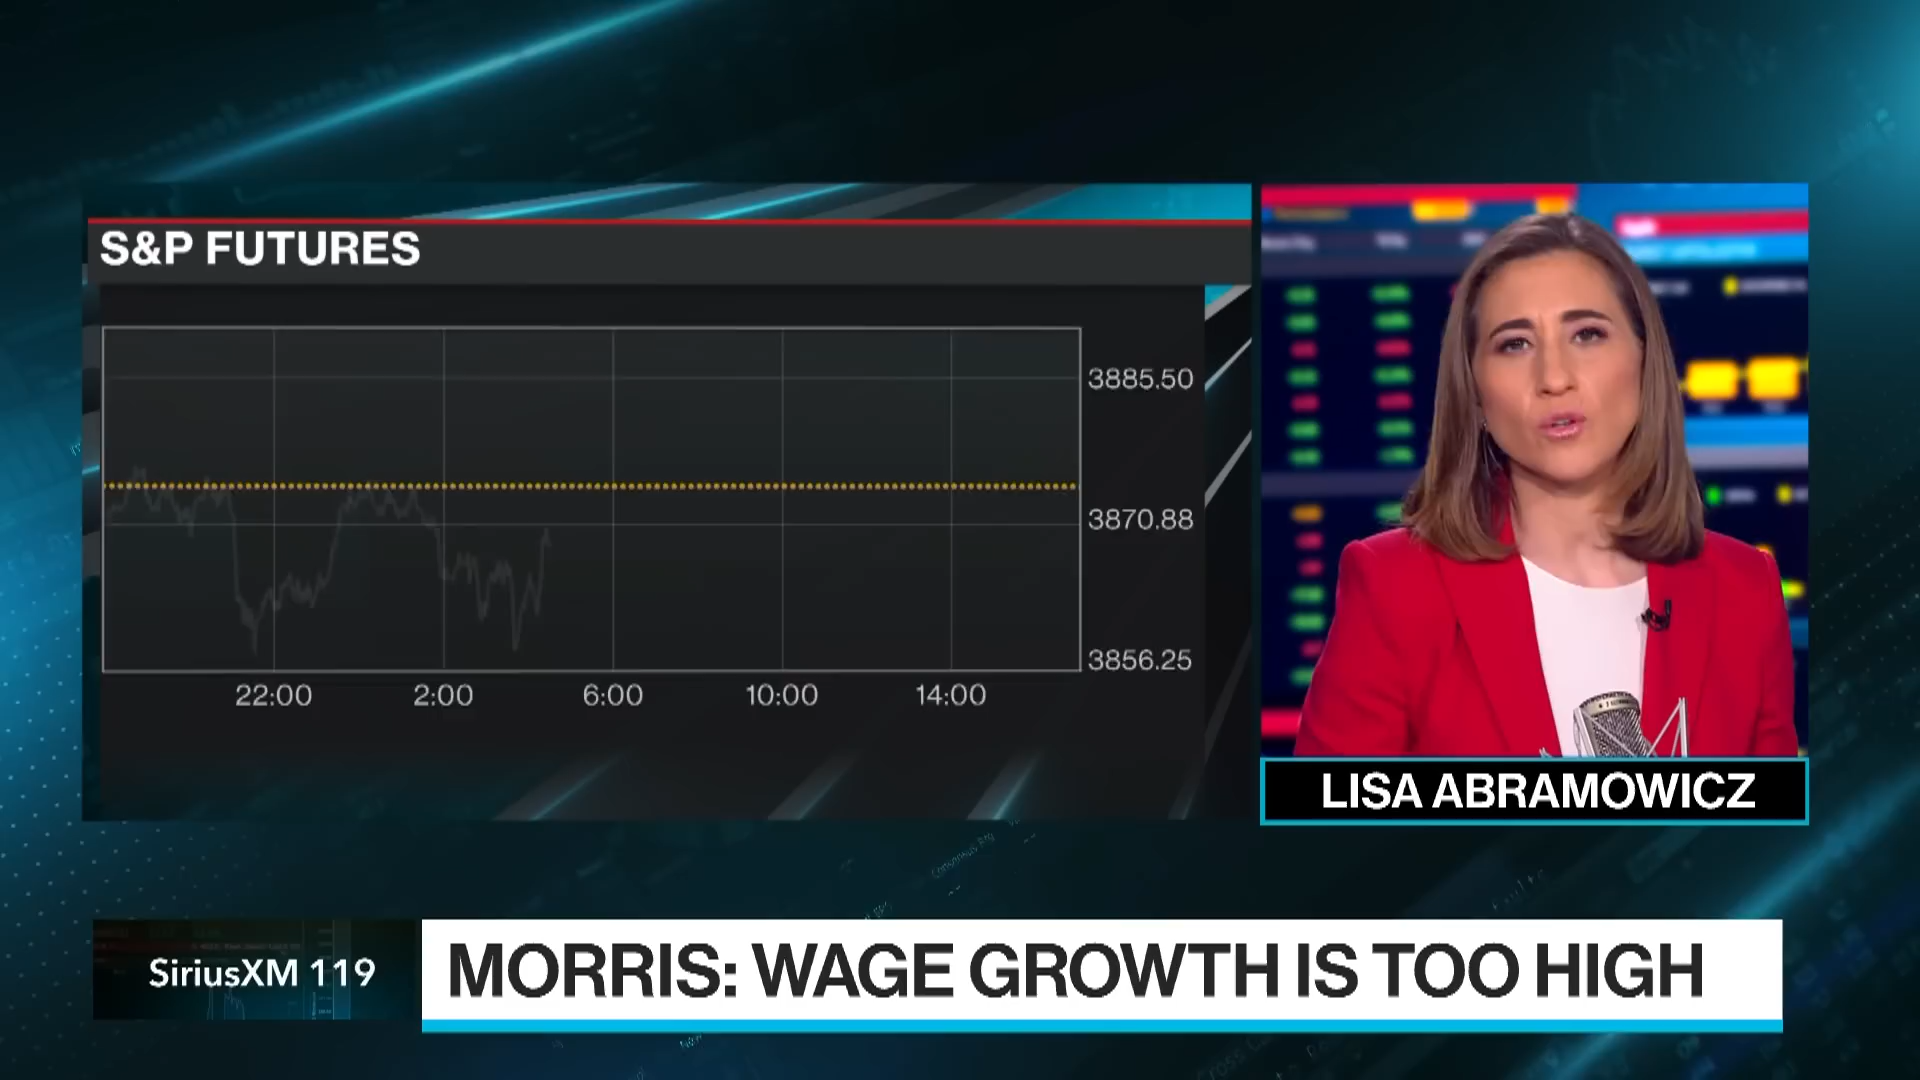 S&P FUTURES
3885.50
3870.88
3856.25
22:00 2:00 6:00 10:00 14:00
LISA ABRAMOWICZ
SiriusXM 119
MORRIS: WAGE GROWTH IS TOO HIGH